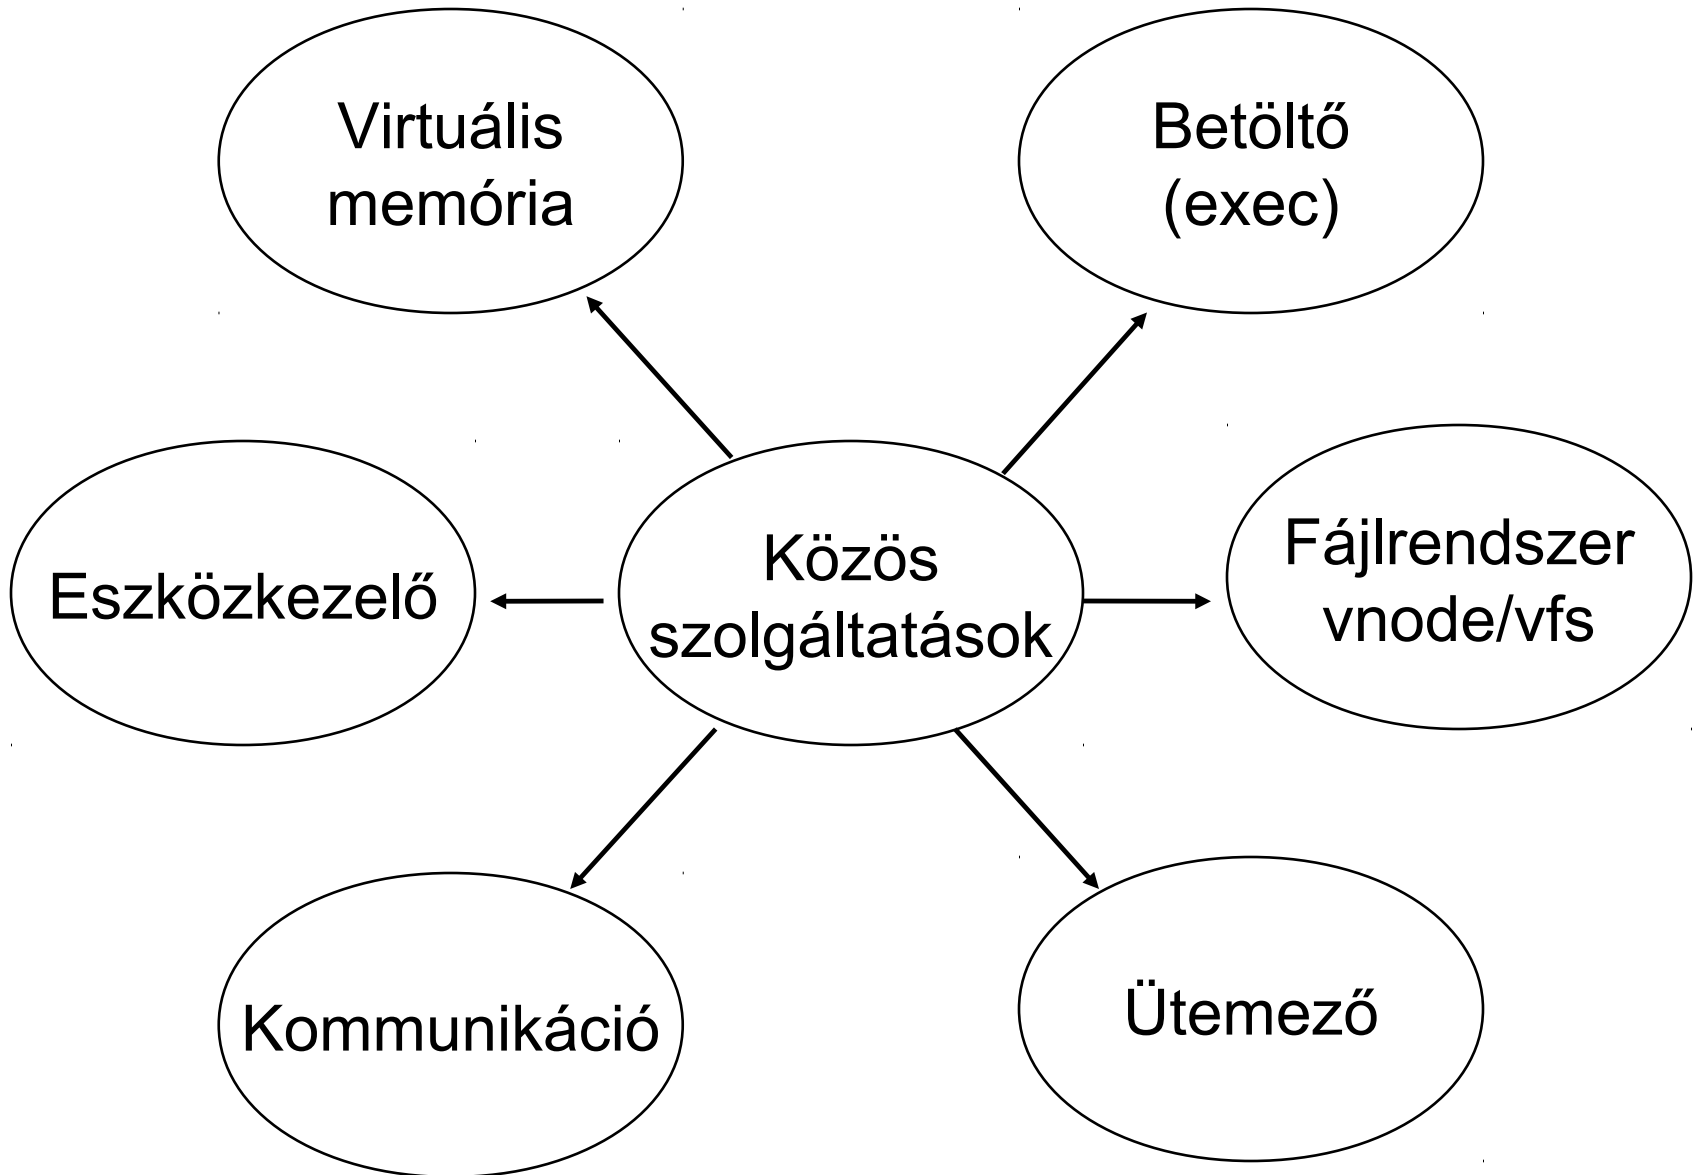 Virtuális
memória
Betöltő
(exec)
Eszközkezelő
Közös
szolgáltatások
Fájlrendszer
vnode/vfs
Kommunikáció
Ütemező